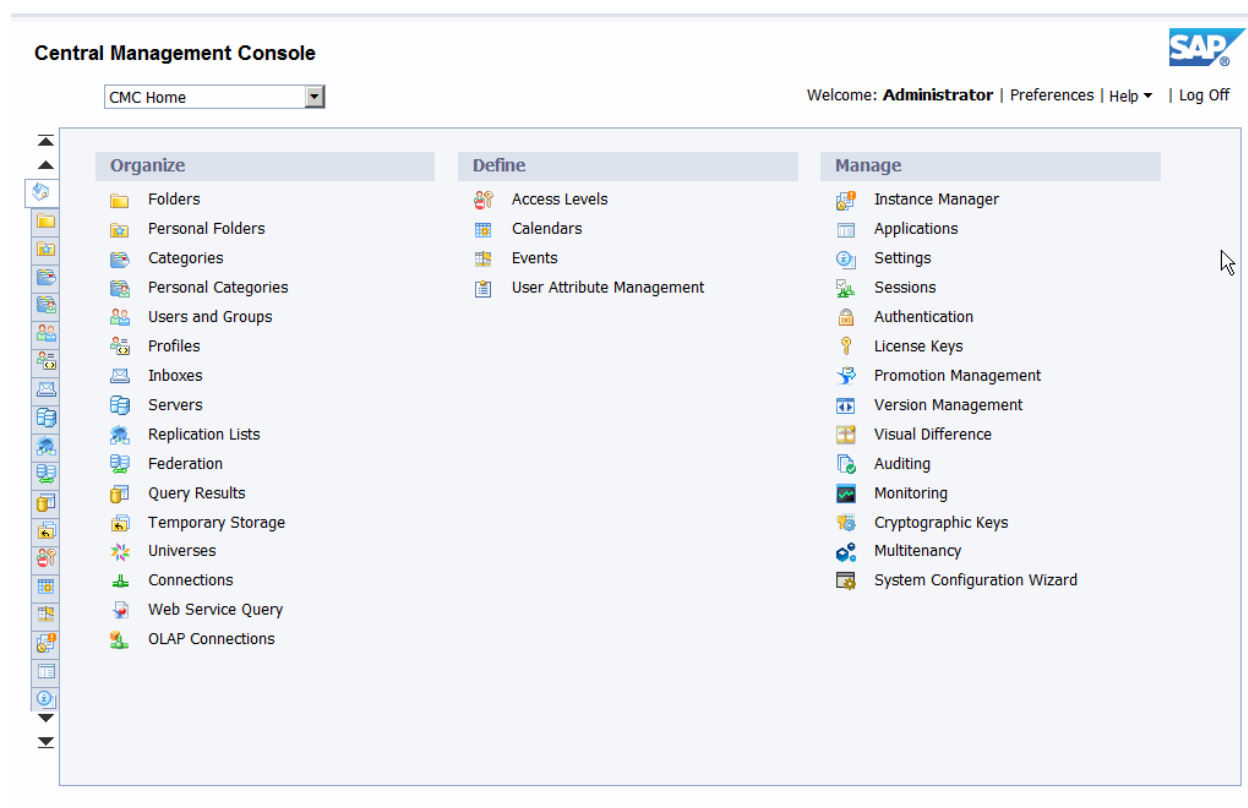 Central Management Console
SAP®
CMC Home
Welcome: Administrator | Preferences | Help | Log Off
Organize
Folders
Personal Folders
Categories
Personal Categories
Users and Groups
Profiles
Inboxes
Servers
Replication Lists
Federation
Query Results
Temporary Storage
Universes
Connections
Web Service Query
OLAP Connections
Define
Access Levels
Calendars
Events
User Attribute Management
Manage
Instance Manager
Applications
Settings
Sessions
Authentication
License Keys
Promotion Management
Version Management
Visual Difference
Auditing
Monitoring
Cryptographic Keys
Multitenancy
System Configuration Wizard